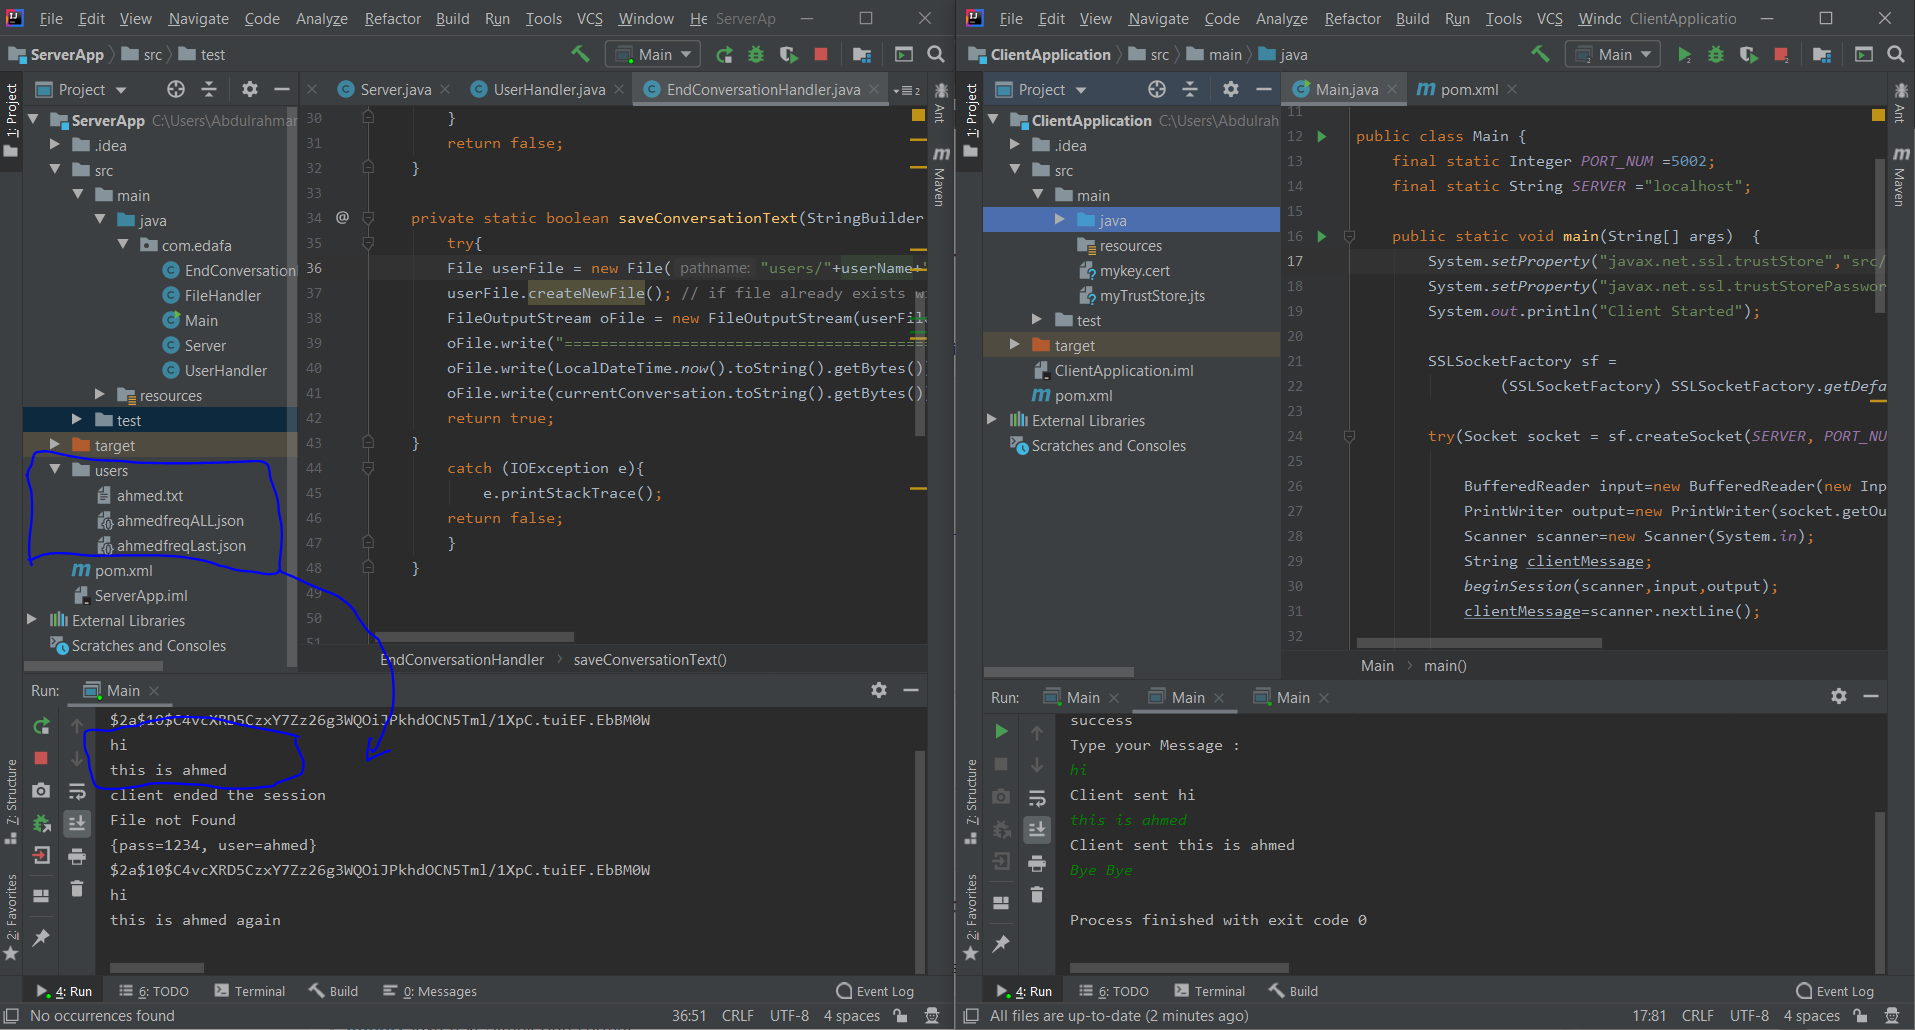 File Edit View Navigate Code Analyze Refactor Build Run Tools VCS Window He ServerAp
ServerApp src test Main
1: Project
Project
Server.java UserHandler.java EndConversationHandler.java 2
ServerApp C:\Users\Abdulrahmar
.idea
src
main
java
com.edafa
EndConversation
FileHandler
Main
Server
UserHandler
resources
test
target
users
ahmed.txt
ahmedfreqALL.json
ahmedfreqLast.json
pom.xml
ServerApp.iml
External Libraries
Scratches and Consoles
30 }
31 return false;
32 }
33
34 @ private static boolean saveConversationText(StringBuilder
35 try{
36 File userFile = new File( pathname: "users/"+userName+"
37 userFile.createNewFile(); // if file already exists w
38 FileOutputStream oFile = new FileOutputStream(userFil
39 oFile.write("========================================
40 oFile.write(LocalDateTime.now().toString().getBytes()
41 oFile.write(currentConversation.toString().getBytes()
42 return true;
43 }
44 catch (IOException e){
45 e.printStackTrace();
46 return false;
47 }
48 }
49
50
51
EndConversationHandler saveConversationText()
Ant
Maven
Run: Main
$2a$10$C4vcXRD5CzxY7Zz26g3WQOiJPkhdOCN5Tml/1XpC.tuiEF.EbBM0W
hi
this is ahmed
client ended the session
File not Found
{pass=1234, user=ahmed}
$2a$10$C4vcXRD5CzxY7Zz26g3WQOiJPkhdOCN5Tml/1XpC.tuiEF.EbBM0W
hi
this is ahmed again
7: Structure
2: Favorites
4: Run 6: TODO Terminal Build 0: Messages Event Log
No occurrences found 36:51 CRLF UTF-8 4 spaces
File Edit View Navigate Code Analyze Refactor Build Run Tools VCS Windo ClientApplicatio
ClientApplication src main java Main
1: Project
Project
Main.java pom.xml
ClientApplication C:\Users\Abdulrah
.idea
src
main
java
resources
mykey.cert
myTrustStore.jts
test
target
ClientApplication.iml
pom.xml
External Libraries
Scratches and Consoles
11
12 public class Main {
13 final static Integer PORT_NUM =5002;
14 final static String SERVER ="localhost";
15
16 public static void main(String[] args) {
17 System.setProperty("javax.net.ssl.trustStore","src/
18 System.setProperty("javax.net.ssl.trustStorePasswor
19 System.out.println("Client Started");
20
21 SSLSocketFactory sf =
22 (SSLSocketFactory) SSLSocketFactory.getDefa
23
24 try(Socket socket = sf.createSocket(SERVER, PORT_NU
25
26 BufferedReader input=new BufferedReader(new Inp
27 PrintWriter output=new PrintWriter(socket.getOu
28 Scanner scanner=new Scanner(System.in);
29 String clientMessage;
30 beginSession(scanner,input,output);
31 clientMessage=scanner.nextLine();
32
Main main()
Ant
Maven
Run: Main Main Main
success
Type your Message :
hi
Client sent hi
this is ahmed
Client sent this is ahmed
Bye Bye
Process finished with exit code 0
7: Structure
2: Favorites
4: Run 6: TODO Terminal Build Event Log
All files are up-to-date (2 minutes ago) 17:81 CRLF UTF-8 4 spaces